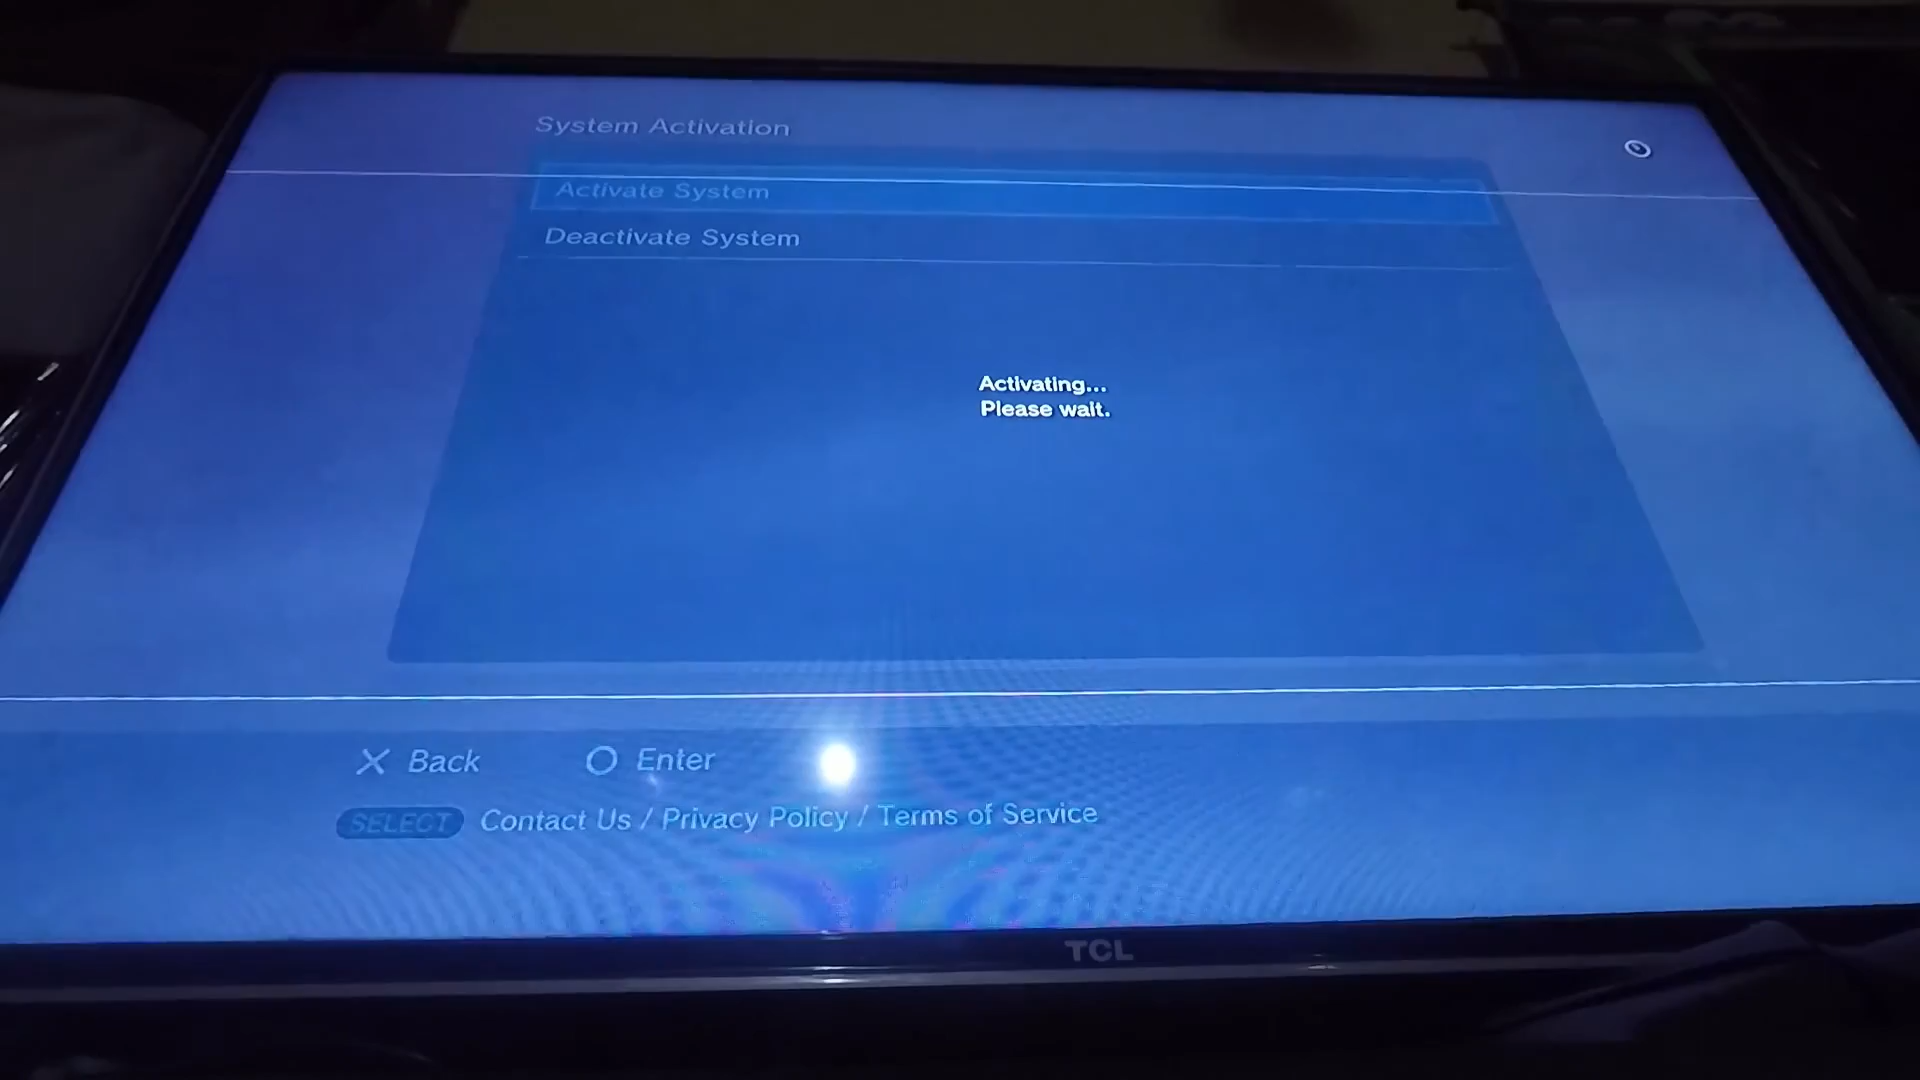 System Activation
Activate System
Deactivate System
Activating...
Please wait.
Back
Enter
SELECT Contact Us / Privacy Policy / Terms of Service
TCL